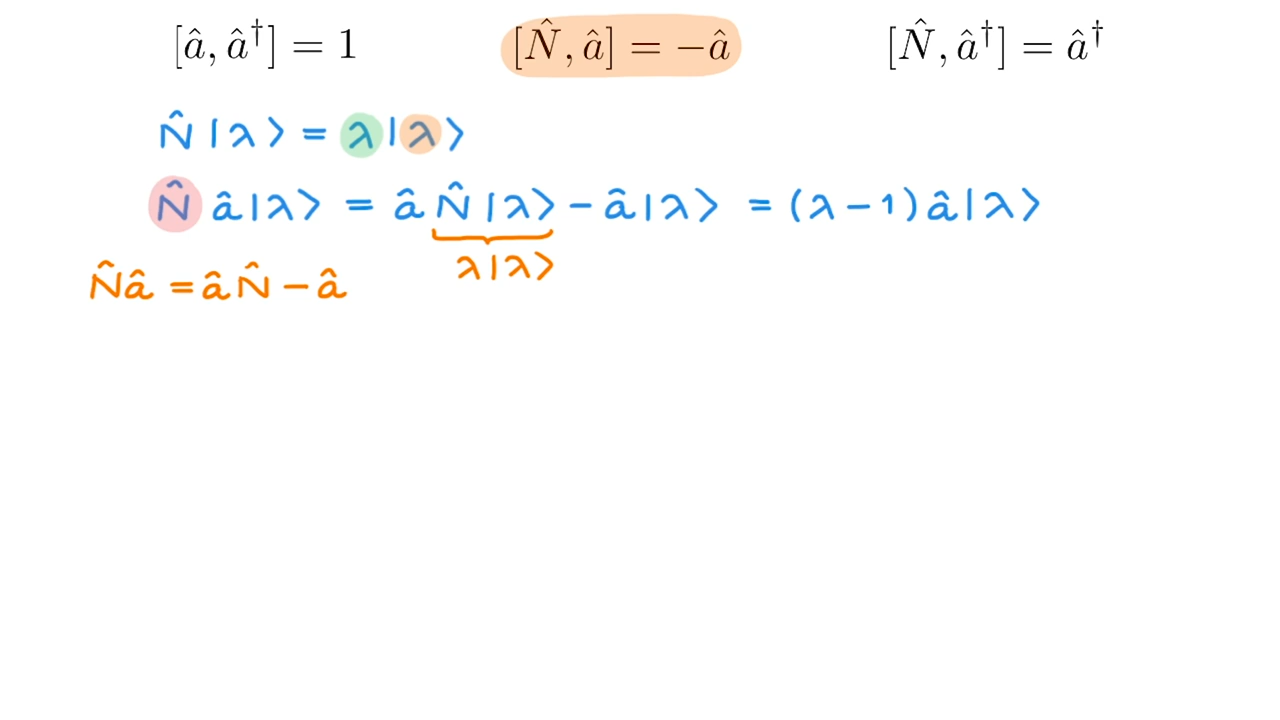 [â, â†] = 1 [N̂, â] = −â [N̂, â†] = â†
N̂|λ⟩ = λ|λ⟩
N̂ â|λ⟩ = â N̂|λ⟩ − â|λ⟩ = (λ − 1) â|λ⟩
λ|λ⟩
N̂â = âN̂ − â